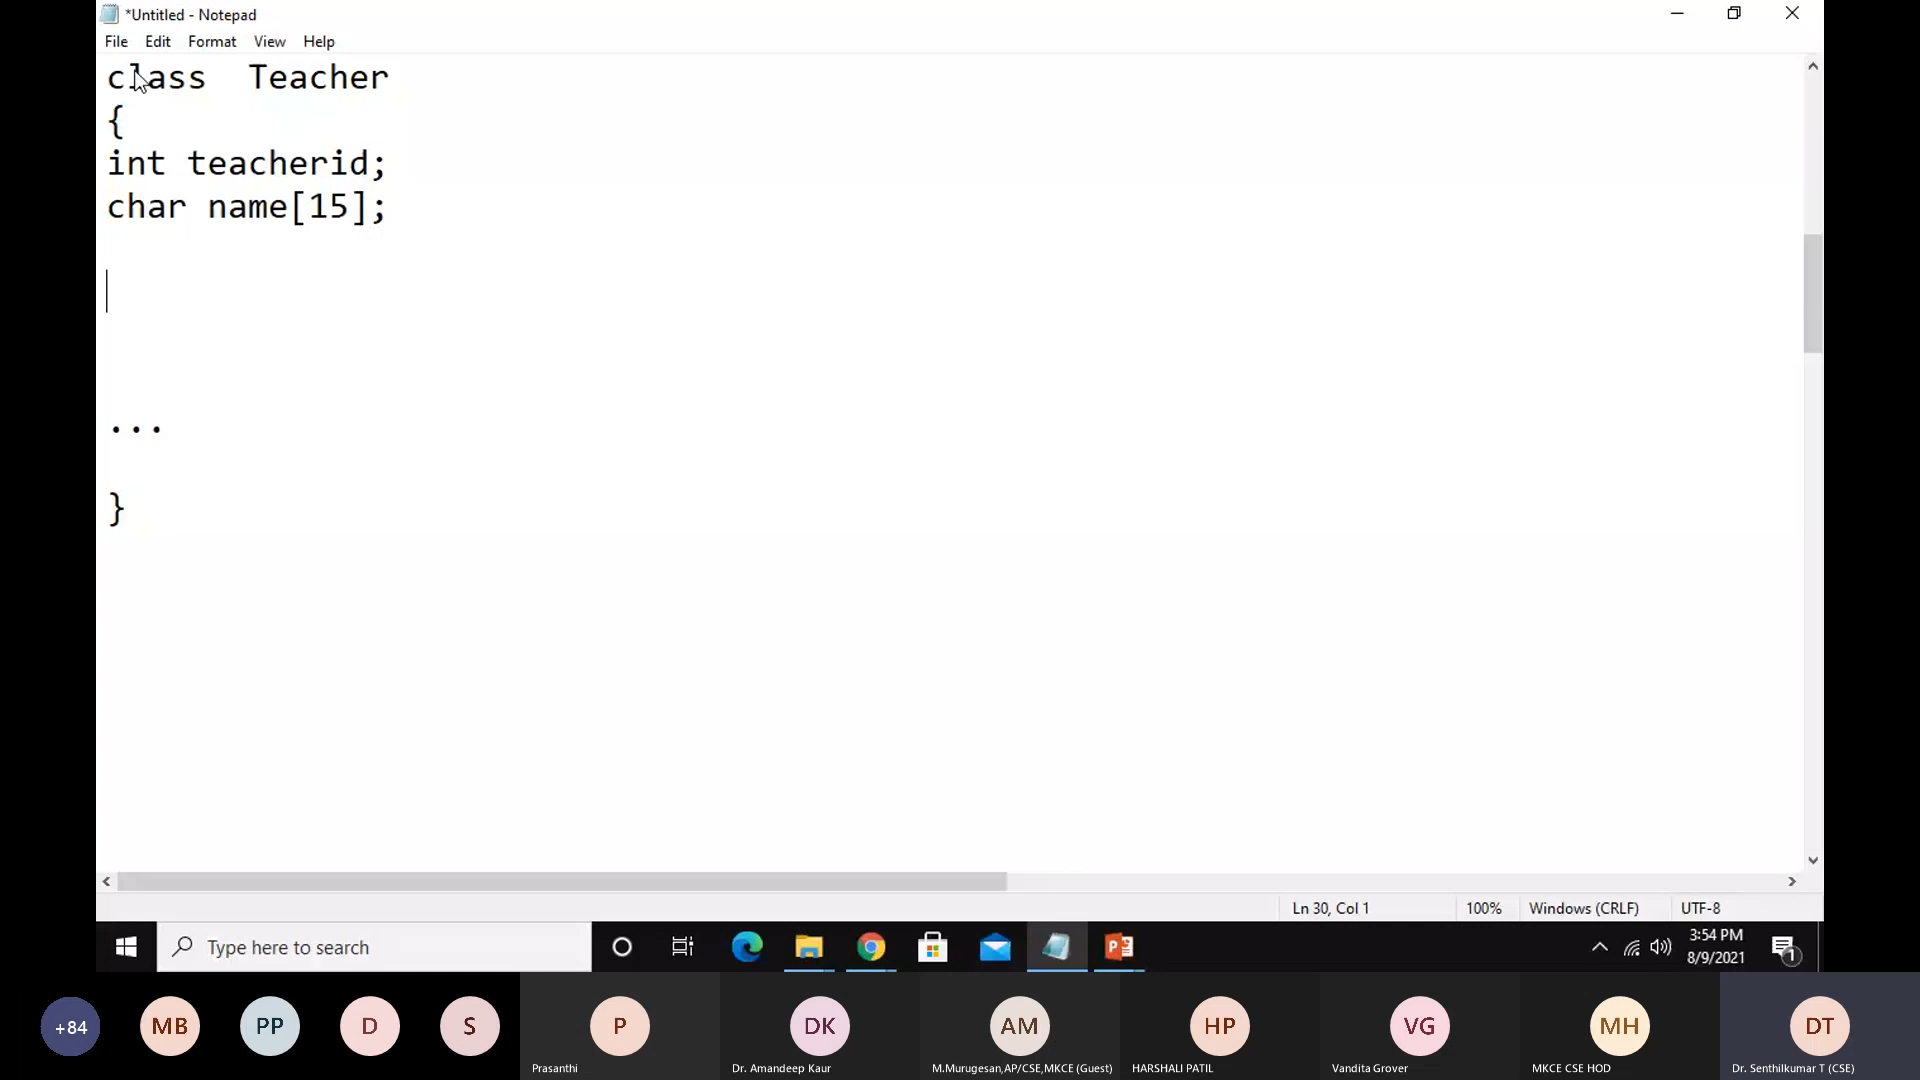 *Untitled - Notepad
File Edit Format View Help
class  Teacher
{
int teacherid;
char name[15];
...
}
Ln 30, Col 1 100% Windows (CRLF) UTF-8
Type here to search
3:54 PM
8/9/2021
1
+84 MB PP D S P DK AM HP VG MH DT
Prasanthi Dr. Amandeep Kaur M.Murugesan,AP/CSE,MKCE (Guest) HARSHALI PATIL Vandita Grover MKCE CSE HOD Dr. Senthilkumar T (CSE)